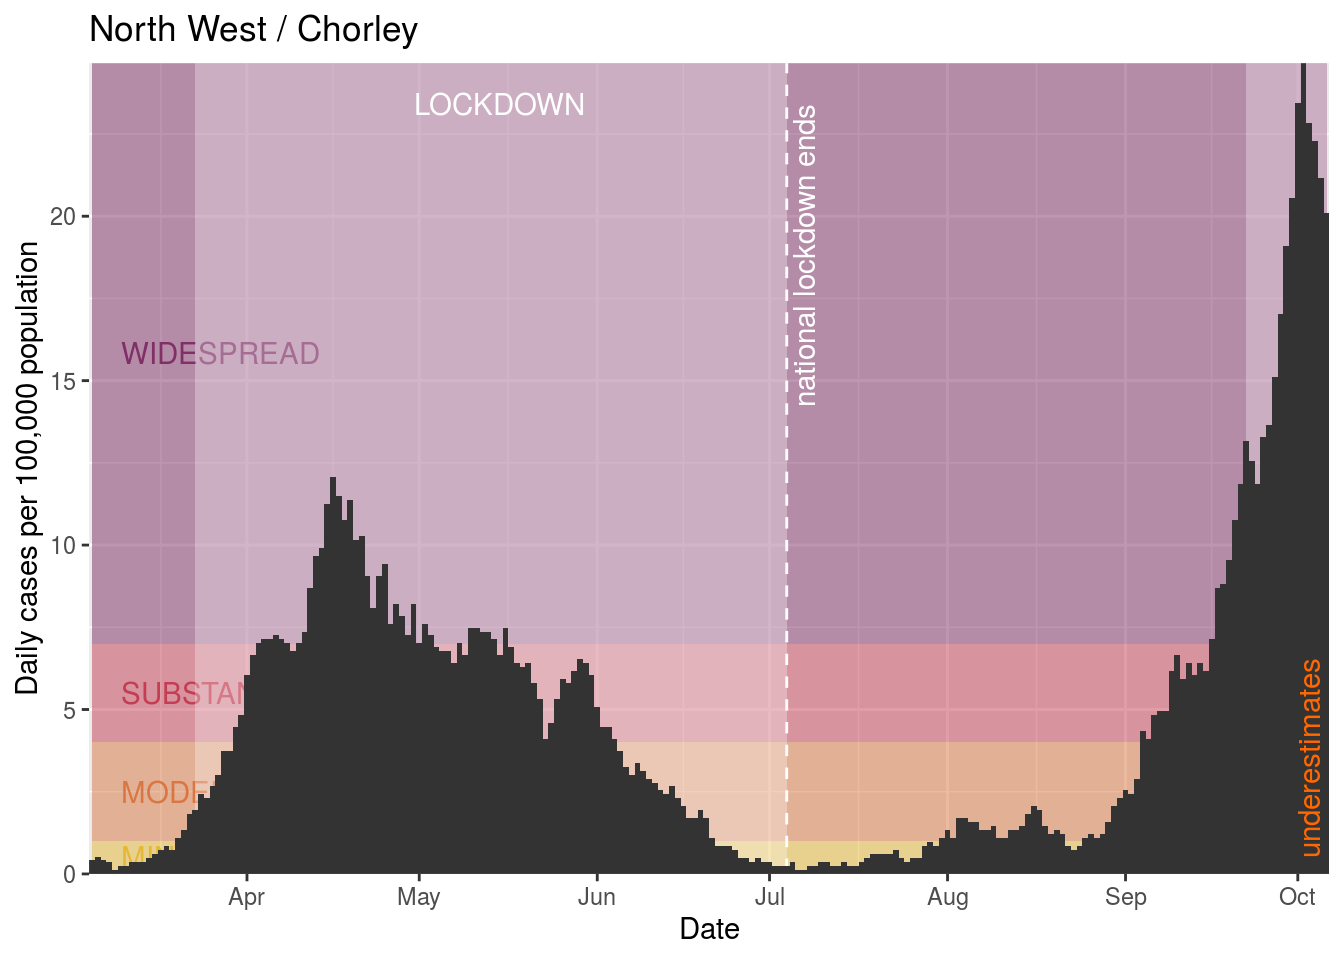 North West / Chorley
LOCKDOWN
national lockdown ends
WIDESPREAD
underestimates
Daily cases per 100,000 population
20
15
10
5
0
Apr
May
Jun
Jul
Aug
Sep
Oct
Date